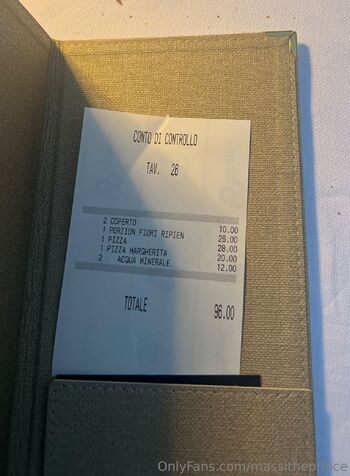 CONTO DI CONTROLLO
TAV. 26
2 COPERTO 10.00
1 PORZION FIORI RIPIEN 26.00
1 PIZZA 28.00
1 PIZZA MARGHERITA 20.00
2 ACQUA MINERALE 12.00
TOTALE 96.00
OnlyFans.com/massitheprince